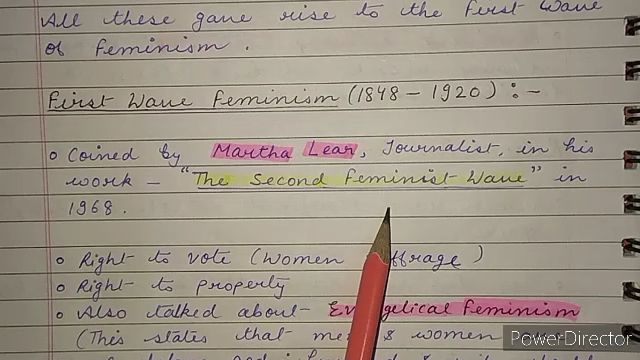 All these gave rise to the first wave
of feminism.
First Wave Feminism (1848 - 1920) :-
o Coined by Martha Lear, Journalist, in his
work - "The Second Feminist Wave" in
1968.
o Right to vote (Women ffrage)
o Right to property
o Also talked about - Evangelical feminism
(This states that men & women
PowerDirector